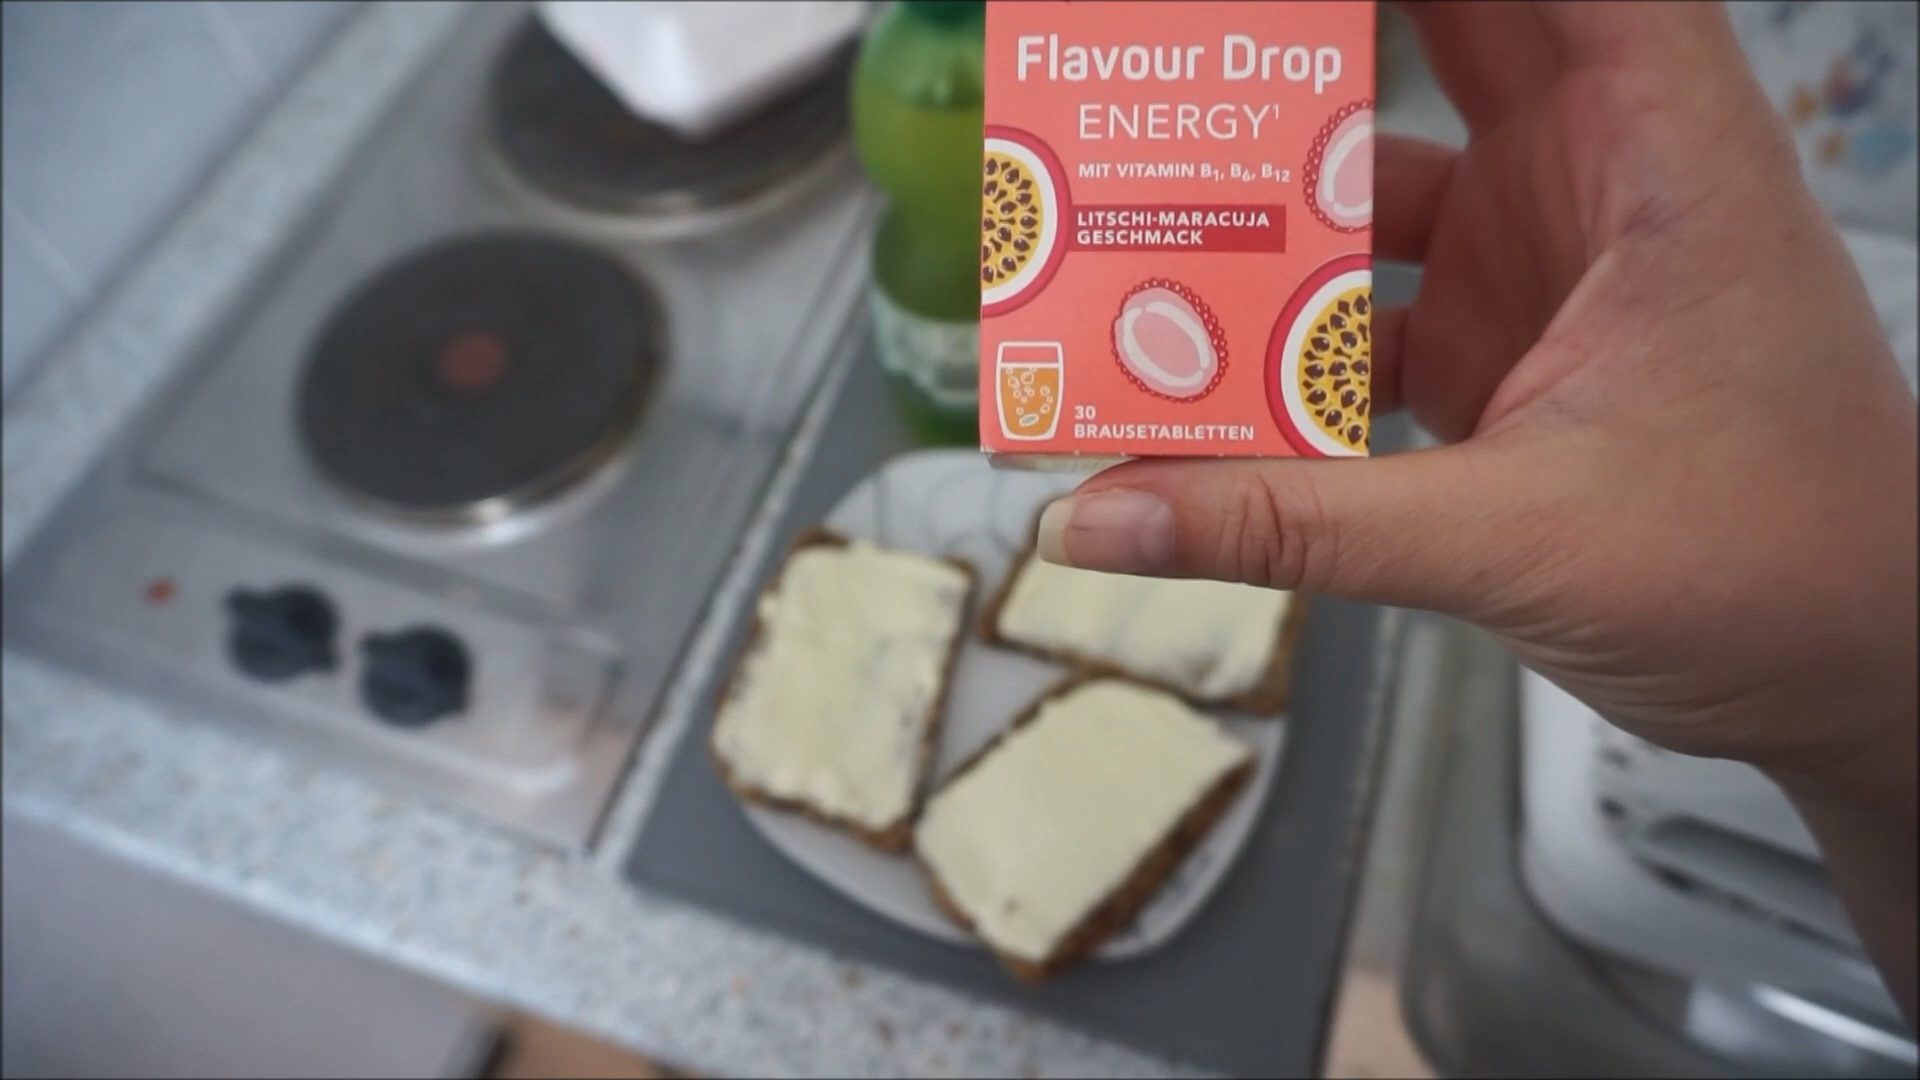 Flavour Drop
ENERGY¹
MIT VITAMIN B₁, B₆, B₁₂
LITSCHI-MARACUJA
GESCHMACK
30
BRAUSETABLETTEN